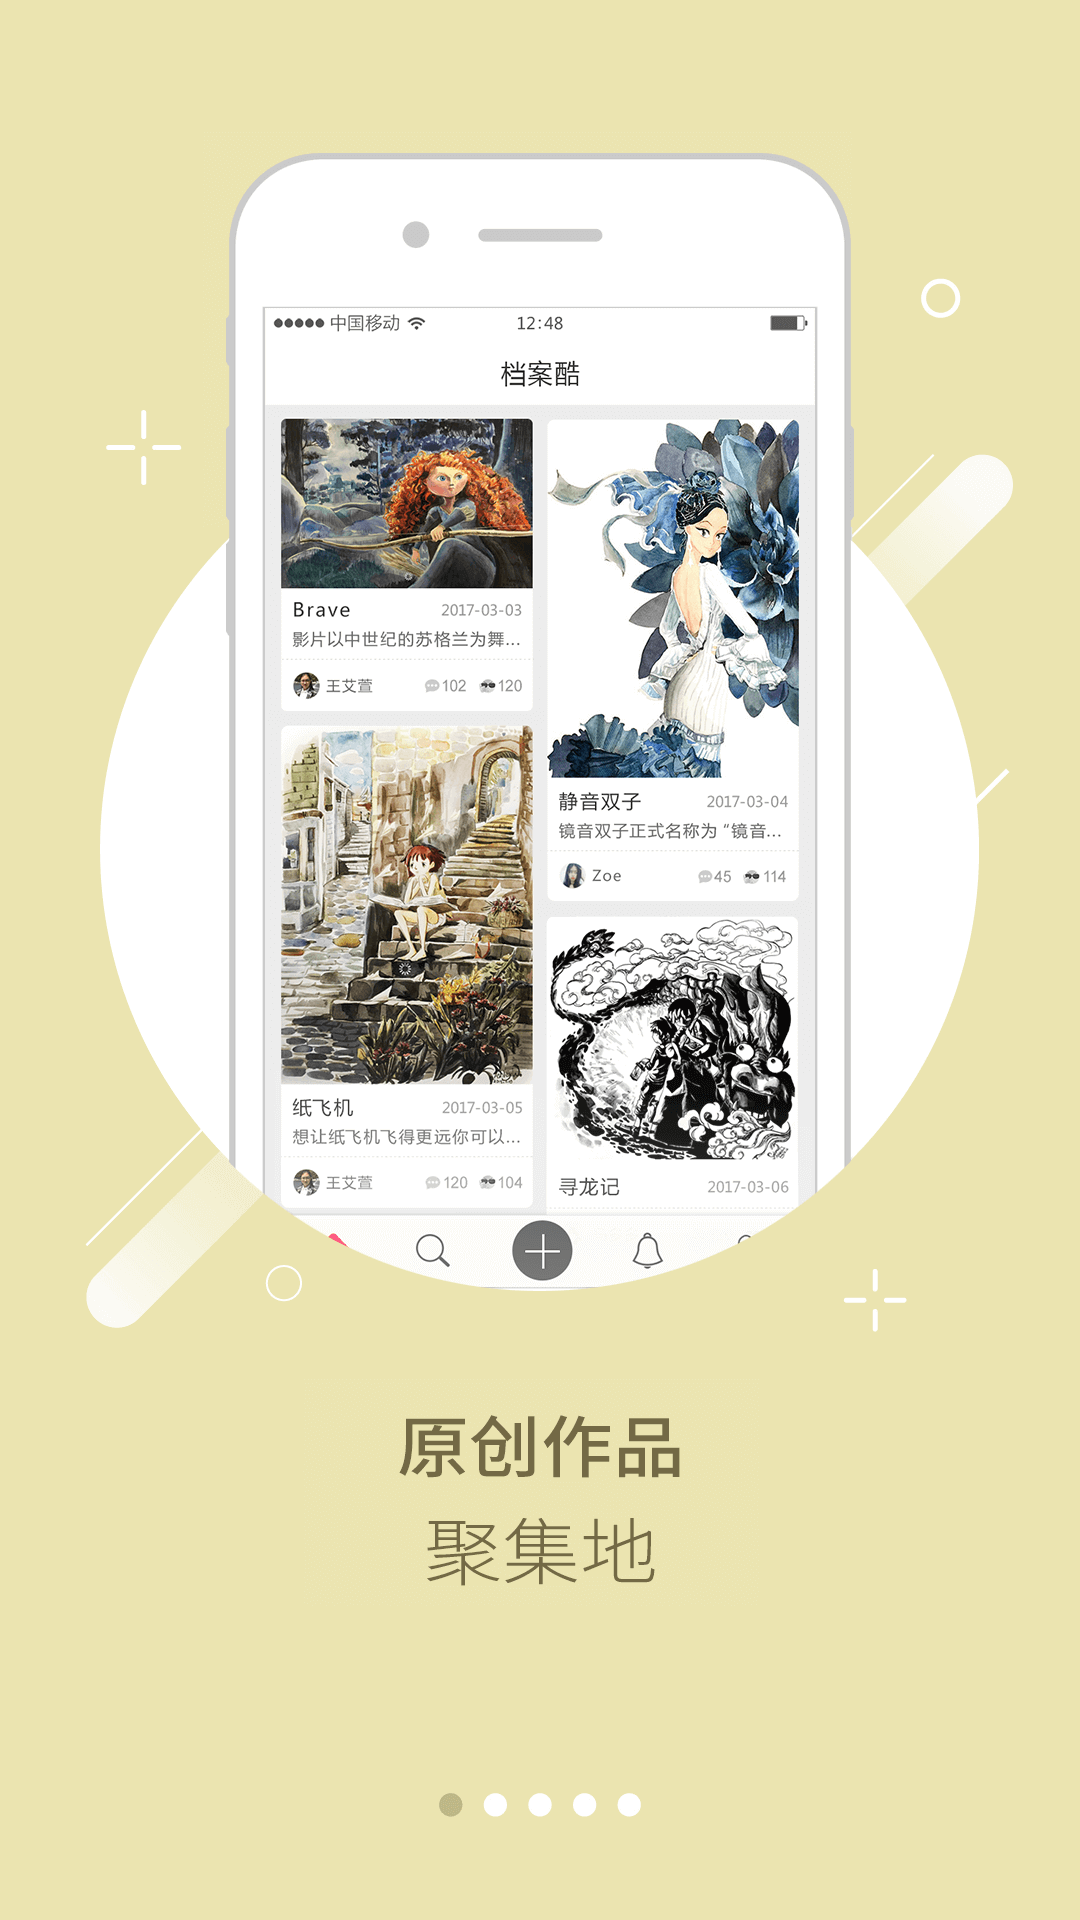 中国移动
12:48
档案酷
Brave
2017-03-03
影片以中世纪的苏格兰为舞...
王艾萱
102
120
静音双子
2017-03-04
镜音双子正式名称为 “镜音...
Zoe
45
114
纸飞机
2017-03-05
想让纸飞机飞得更远你可以...
王艾萱
120
104
寻龙记
2017-03-06
原创作品
聚集地